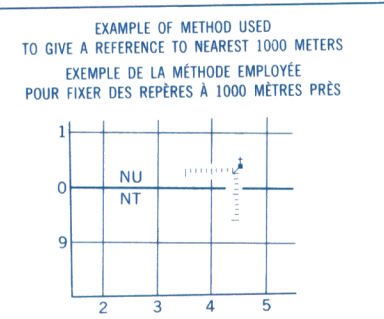 EXAMPLE OF METHOD USED
TO GIVE A REFERENCE TO NEAREST 1000 METERS
EXEMPLE DE LA MÉTHODE EMPLOYÉE
POUR FIXER DES REPÈRES À 1000 MÈTRES PRÈS
1
NU
0
NT
9
2 3 4 5